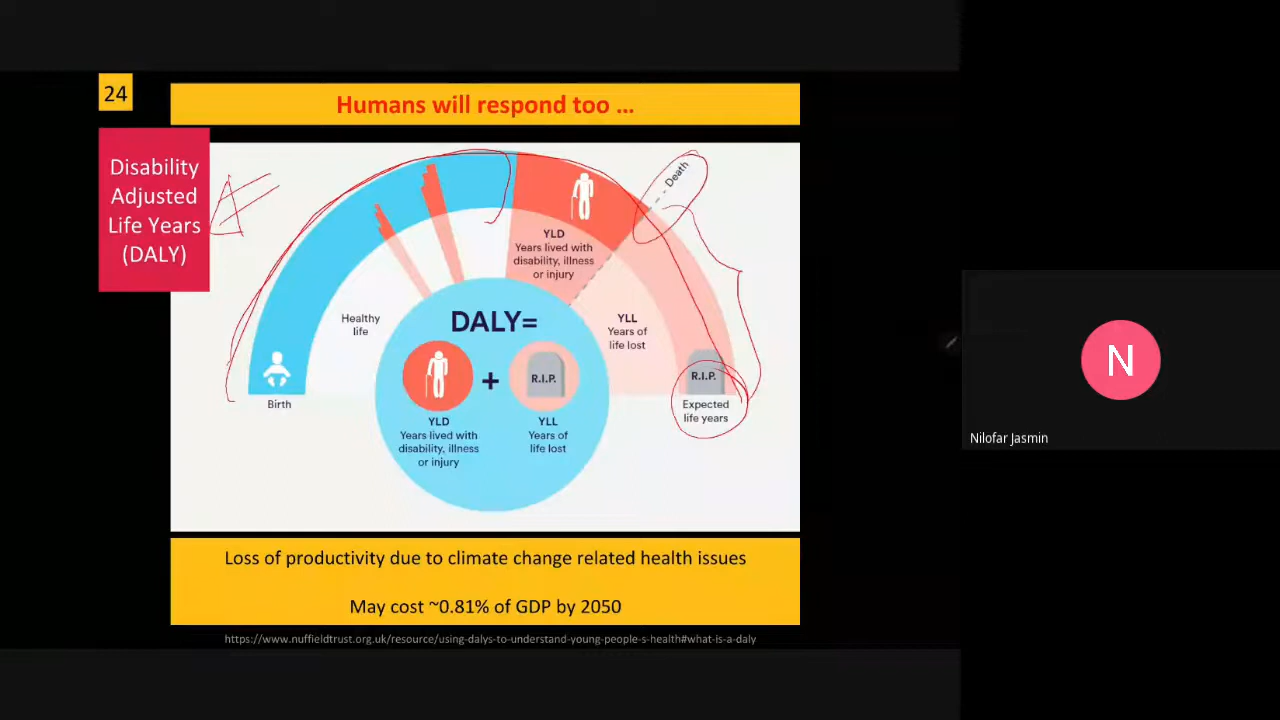 24
Humans will respond too ...
Disability
Adjusted
Life Years
(DALY)
Death
YLD
Years lived with
disability, illness
or injury
Healthy
life
YLL
Years of
life lost
DALY=
+
R.I.P.
R.I.P.
Birth
Expected
life years
YLD
Years lived with
disability, illness
or injury
YLL
Years of
life lost
Loss of productivity due to climate change related health issues
May cost ~0.81% of GDP by 2050
https://www.nuffieldtrust.org.uk/resource/using-dalys-to-understand-young-people-s-health#what-is-a-daly
N
Nilofar Jasmin